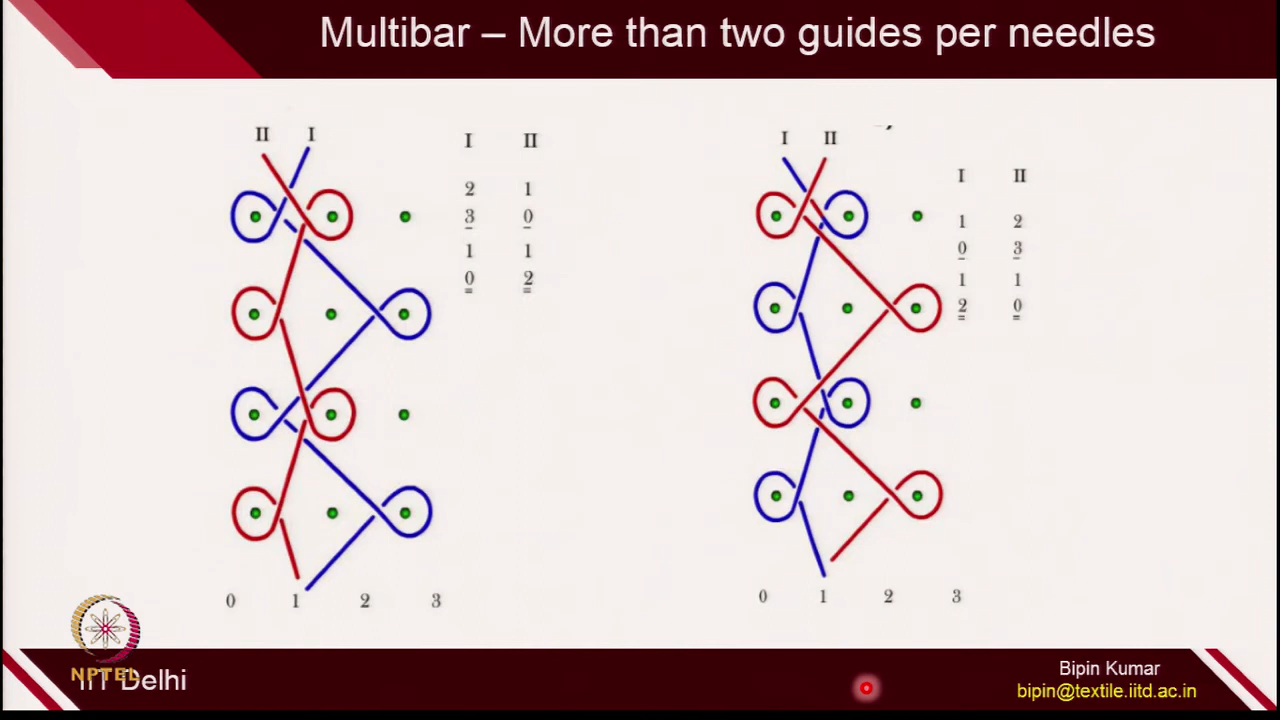 Multibar – More than two guides per needles
II I
I II
2 1
3 0
1 1
0 2
0 1 2 3
I II
I II
1 2
0 3
1 1
2 0
0 1 2 3
NPTEL
IIT Delhi
Bipin Kumar
bipin@textile.iitd.ac.in